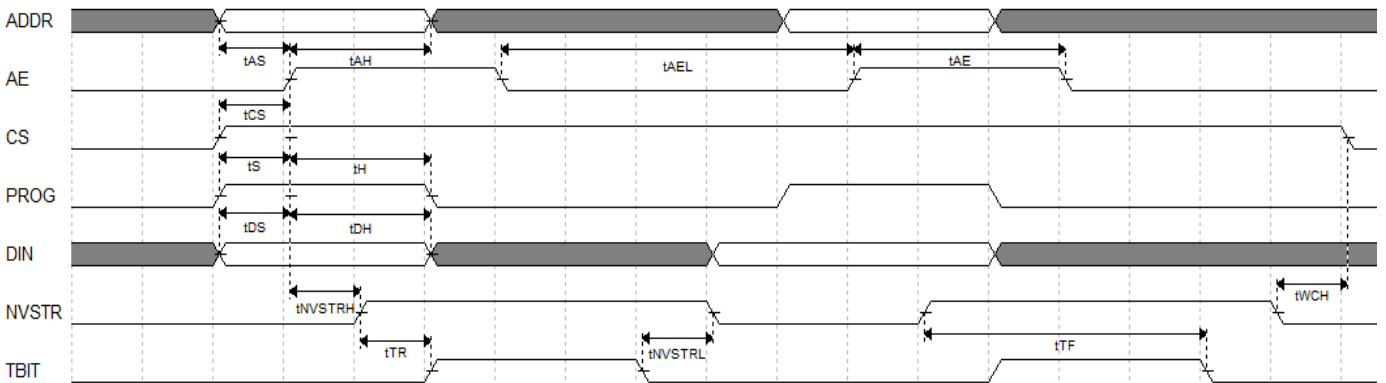 ADDR
tAS
tAH
tAEL
tAE
AE
tCS
CS
tS
tH
PROG
tDS
tDH
DIN
tNVSTRH
tWCH
NVSTR
tTR
tNVSTRL
tTF
TBIT